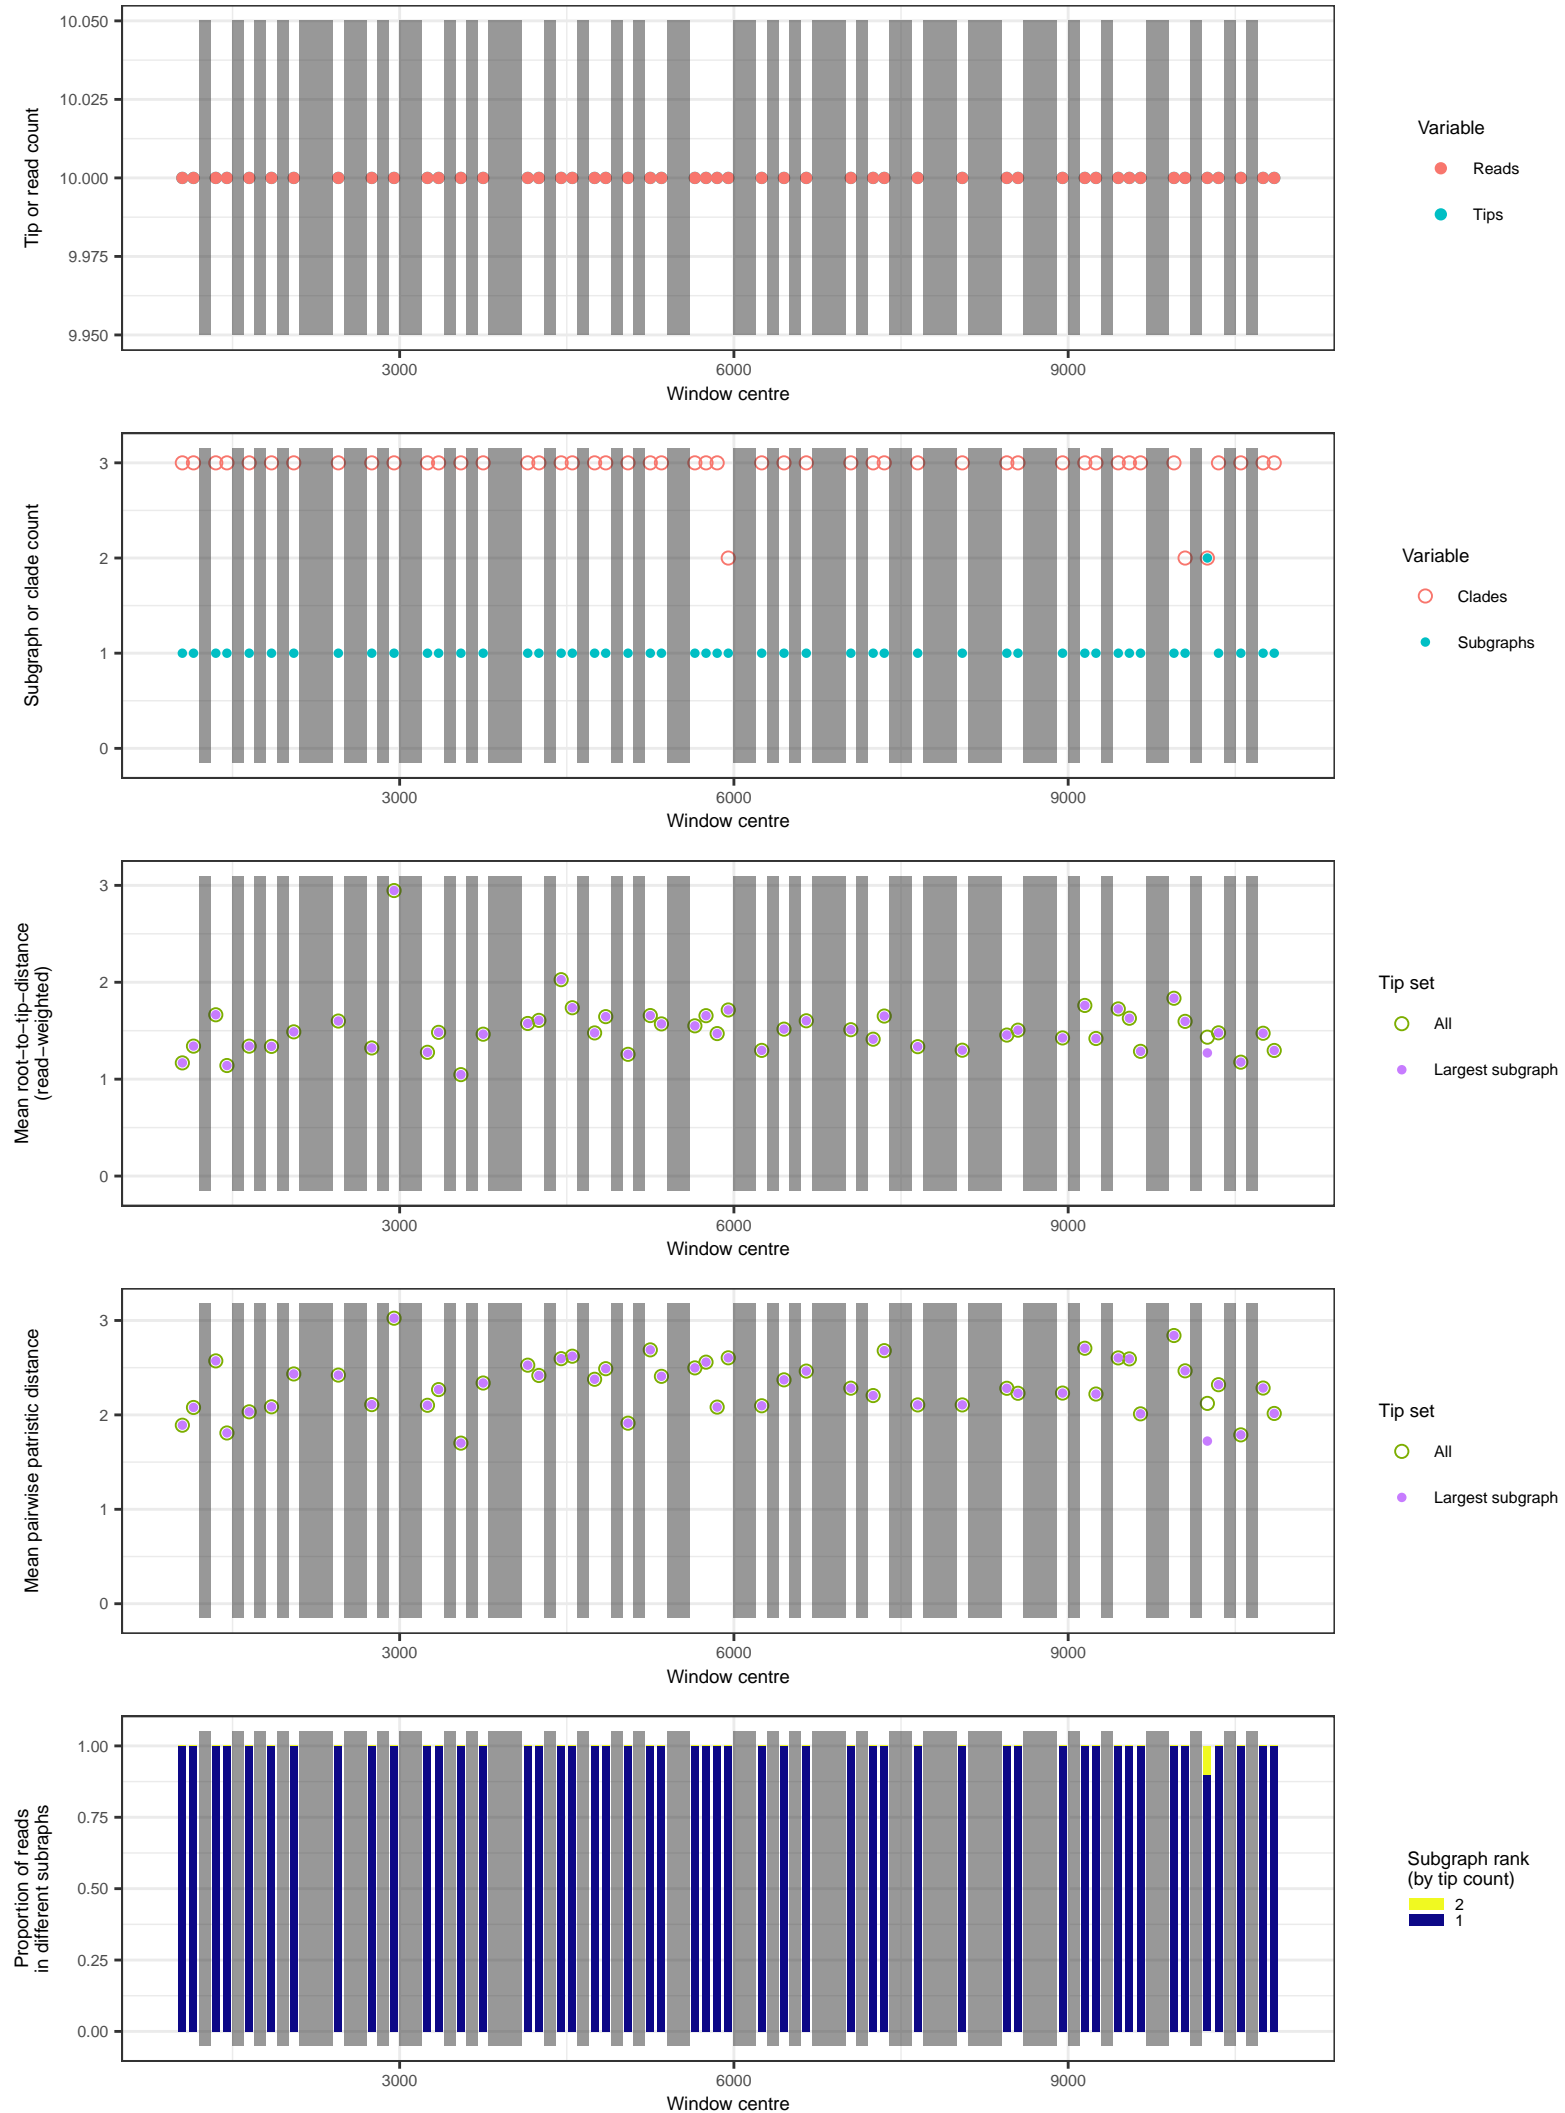 10.050
10.025
10.000
9.975
9.950
Tip or read count
3000
6000
9000
Window centre
Variable
Reads
Tips
3
2
1
0
Subgraph or clade count
3000
6000
9000
Window centre
Variable
Clades
Subgraphs
3
2
1
0
Mean root−to−tip−distance
(read−weighted)
3000
6000
9000
Window centre
Tip set
All
Largest subgraph
3
2
1
0
Mean pairwise patristic distance
3000
6000
9000
Window centre
Tip set
All
Largest subgraph
1.00
0.75
0.50
0.25
0.00
Proportion of reads
in different subraphs
3000
6000
9000
Window centre
Subgraph rank
(by tip count)
2
1